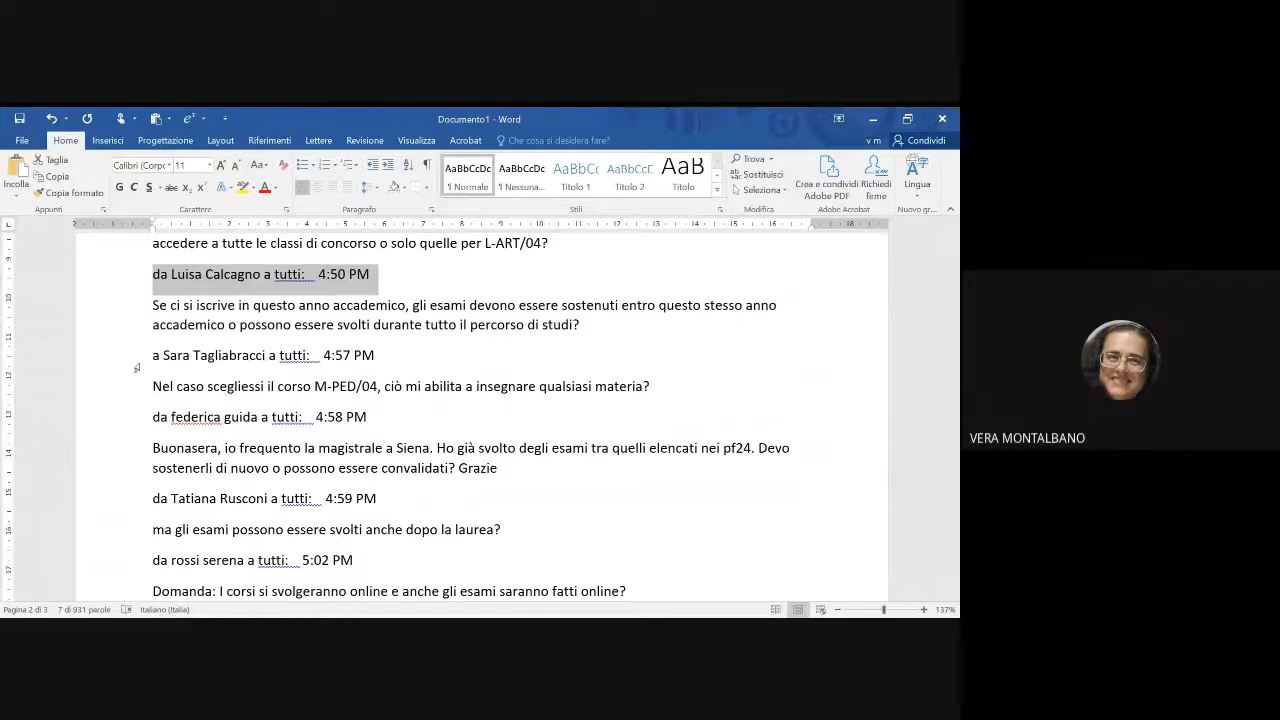 Documento1 - Word
File
Home
Inserisci
Progettazione
Layout
Riferimenti
Lettere
Revisione
Visualizza
Acrobat
Che cosa si desidera fare?
v m
Condividi
Incolla
Taglia
Copia
Copia formato
Appunti
Calibri (Corpo
11
Carattere
Paragrafo
AaBbCcDc
¶ Normale
AaBbCcDc
¶ Nessuna...
AaBbCc
Titolo 1
AaBbCcC
Titolo 2
AaB
Titolo
Stili
Trova
Sostituisci
Seleziona
Modifica
Crea e condividi
Adobe PDF
Richiedi
firme
Adobe Acrobat
Lingua
Nuovo gr...
accedere a tutte le classi di concorso o solo quelle per L-ART/04?
da Luisa Calcagno a tutti: 4:50 PM
Se ci si iscrive in questo anno accademico, gli esami devono essere sostenuti entro questo stesso anno
accademico o possono essere svolti durante tutto il percorso di studi?
a Sara Tagliabracci a tutti: 4:57 PM
Nel caso scegliessi il corso M-PED/04, ciò mi abilita a insegnare qualsiasi materia?
da federica guida a tutti: 4:58 PM
Buonasera, io frequento la magistrale a Siena. Ho già svolto degli esami tra quelli elencati nei pf24. Devo
sostenerli di nuovo o possono essere convalidati? Grazie
da Tatiana Rusconi a tutti: 4:59 PM
ma gli esami possono essere svolti anche dopo la laurea?
da rossi serena a tutti: 5:02 PM
Domanda: I corsi si svolgeranno online e anche gli esami saranno fatti online?
Pagina 2 di 3
7 di 931 parole
Italiano (Italia)
137%
VERA MONTALBANO